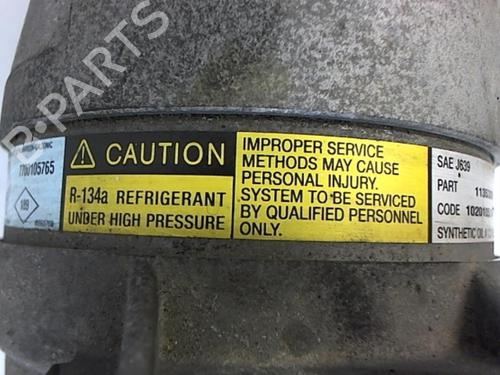 B-PARTS
7700105765
189
CAUTION
R-134a REFRIGERANT
UNDER HIGH PRESSURE
IMPROPER SERVICE
METHODS MAY CAUSE
PERSONAL INJURY.
SYSTEM TO BE SERVICED
BY QUALIFIED PERSONNEL
ONLY.
SAE J639
PART
CODE
SYNTHETIC OIL